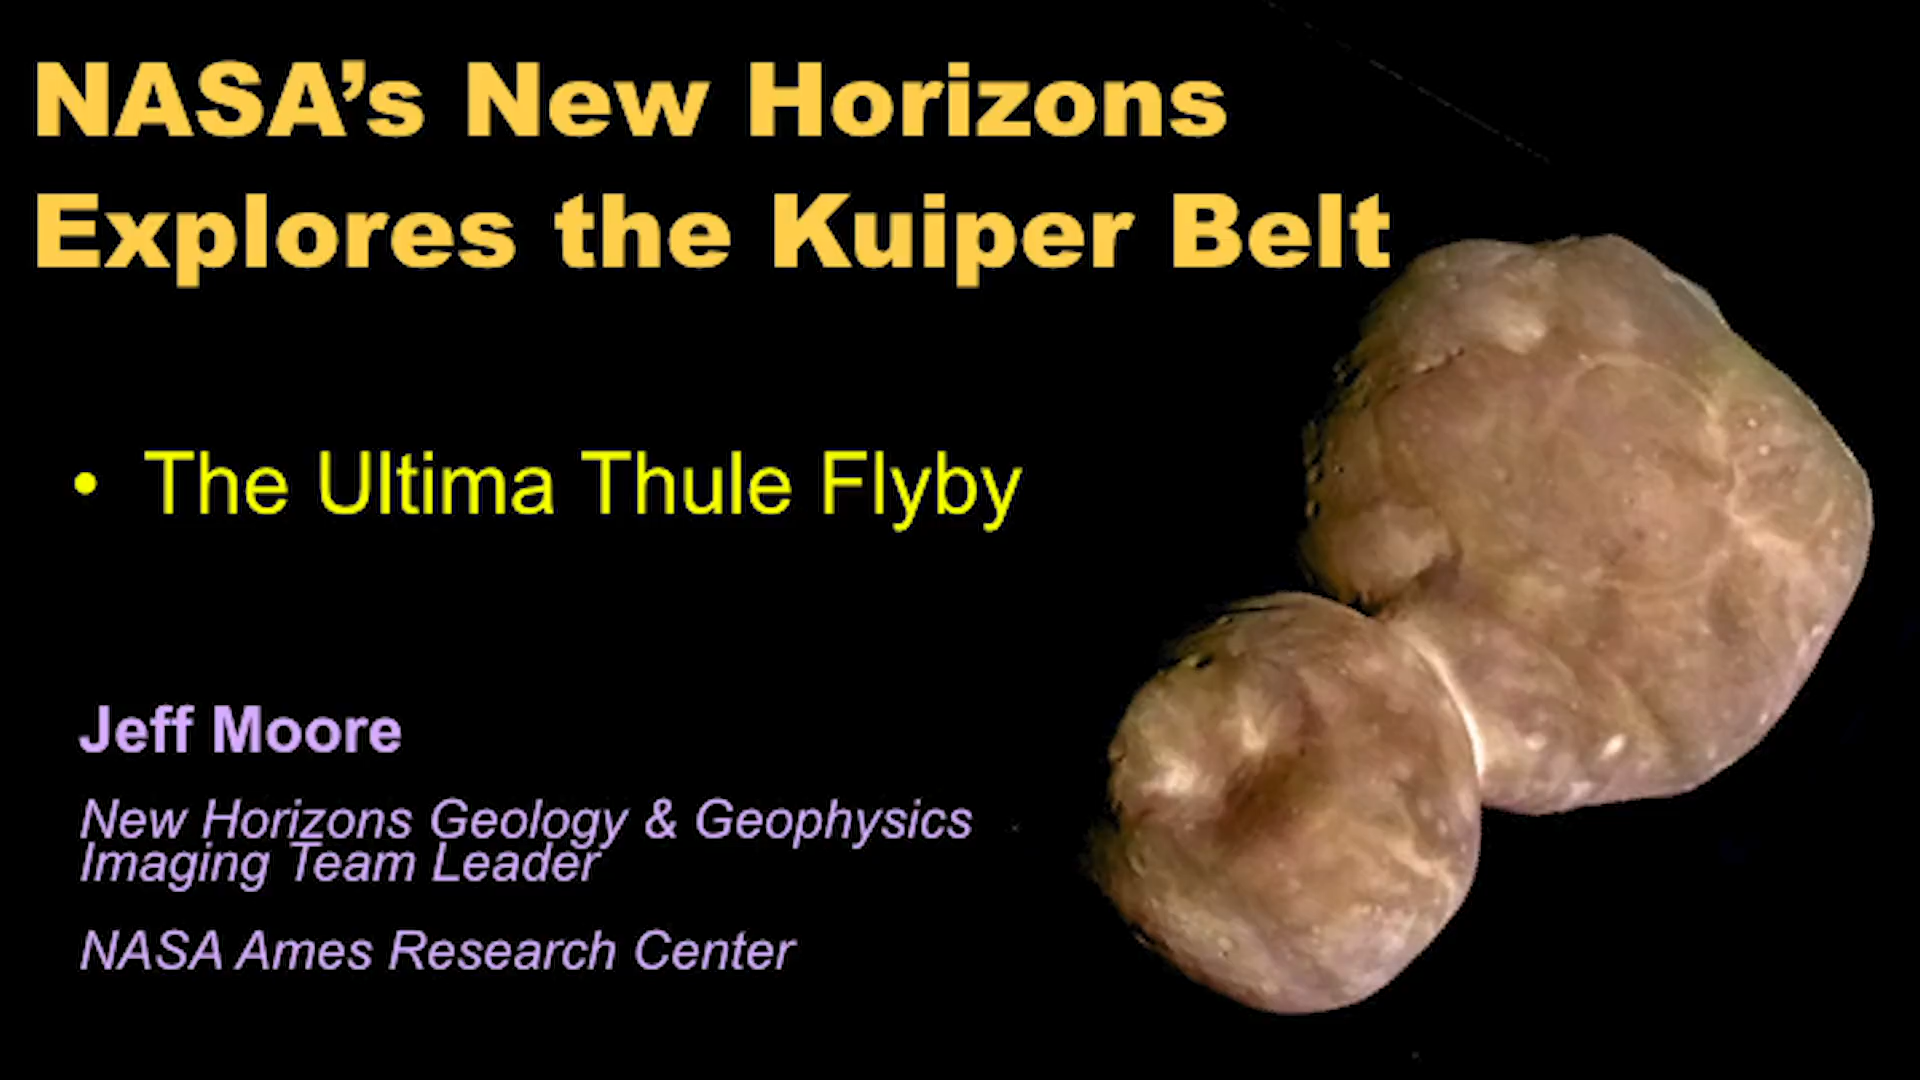 NASA’s New Horizons
Explores the Kuiper Belt
• The Ultima Thule Flyby
Jeff Moore
New Horizons Geology & Geophysics
Imaging Team Leader
NASA Ames Research Center